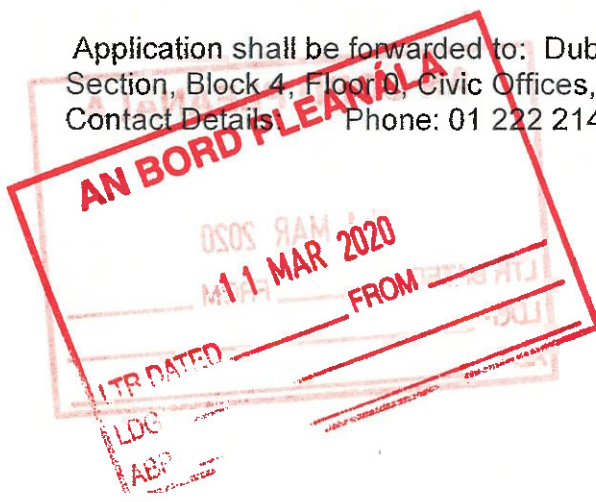 Application shall be forwarded to: Dub
Section, Block 4, Floor 0, Civic Offices,
Contact Details: Phone: 01 222 214
AN BORD PLEANÁLA
11 MAR 2020
LTR DATED FROM
LDG-
ABP-